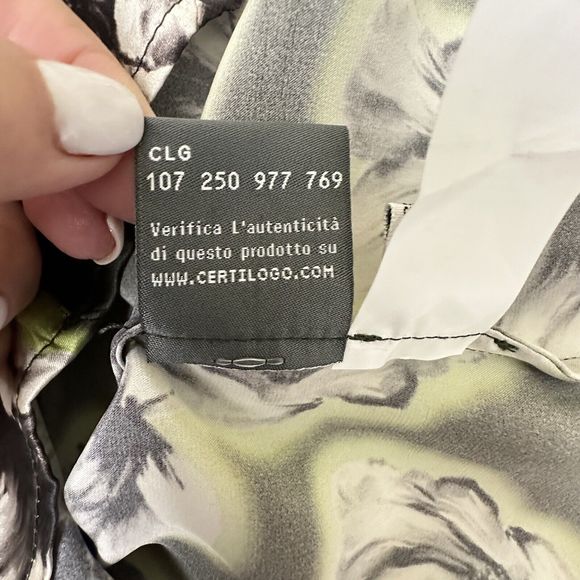 CLG
107 250 977 769
Verifica L'autenticità
di questo prodotto su
WWW.CERTILOGO.COM